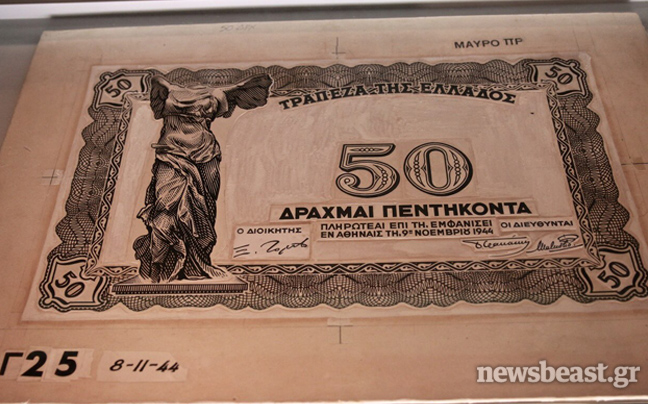 ΜΑΥΡΟ ΠΡ
50
50
ΤΡΑΠΕΖΑ ΤΗΣ ΕΛΛΑΔΟΣ
50
ΔΡΑΧΜΑΙ ΠΕΝΤΗΚΟΝΤΑ
Ο ΔΙΟΙΚΗΤΗΣ
ΠΛΗΡΩΤΕΑΙ ΕΠΙ ΤΗ. ΕΜΦΑΝΙΣΕΙ
ΕΝ ΑΘΗΝΑΙΣ ΤΗ. 9Η ΝΟΕΜΒΡΙΟΥ 1944
ΟΙ ΔΙΕΥΘΥΝΤΑΙ
50
50
Γ25
8-11-44
newsbeast.gr